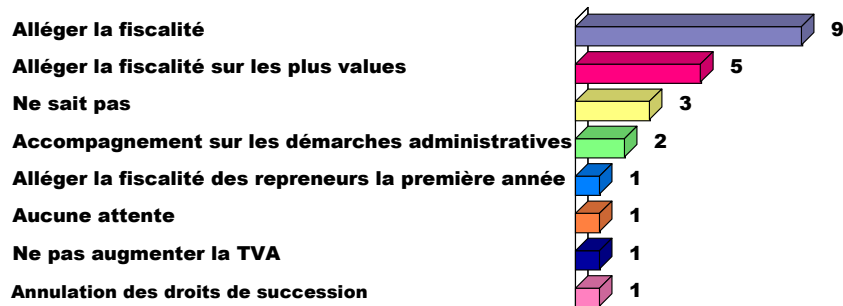 Alléger la fiscalité 9
Alléger la fiscalité sur les plus values 5
Ne sait pas 3
Accompagnement sur les démarches administratives 2
Alléger la fiscalité des repreneurs la première année 1
Aucune attente 1
Ne pas augmenter la TVA 1
Annulation des droits de succession 1